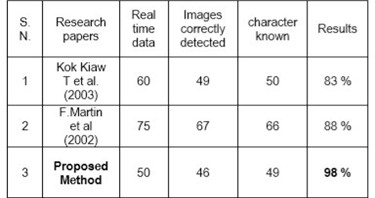 S. N. Research papers Real time data Images correctly detected character known Results
1 Kok Kiaw T et al. (2003) 60 49 50 83 %
2 F.Martin et al (2002) 75 67 66 88 %
3 Proposed Method 50 46 49 98 %